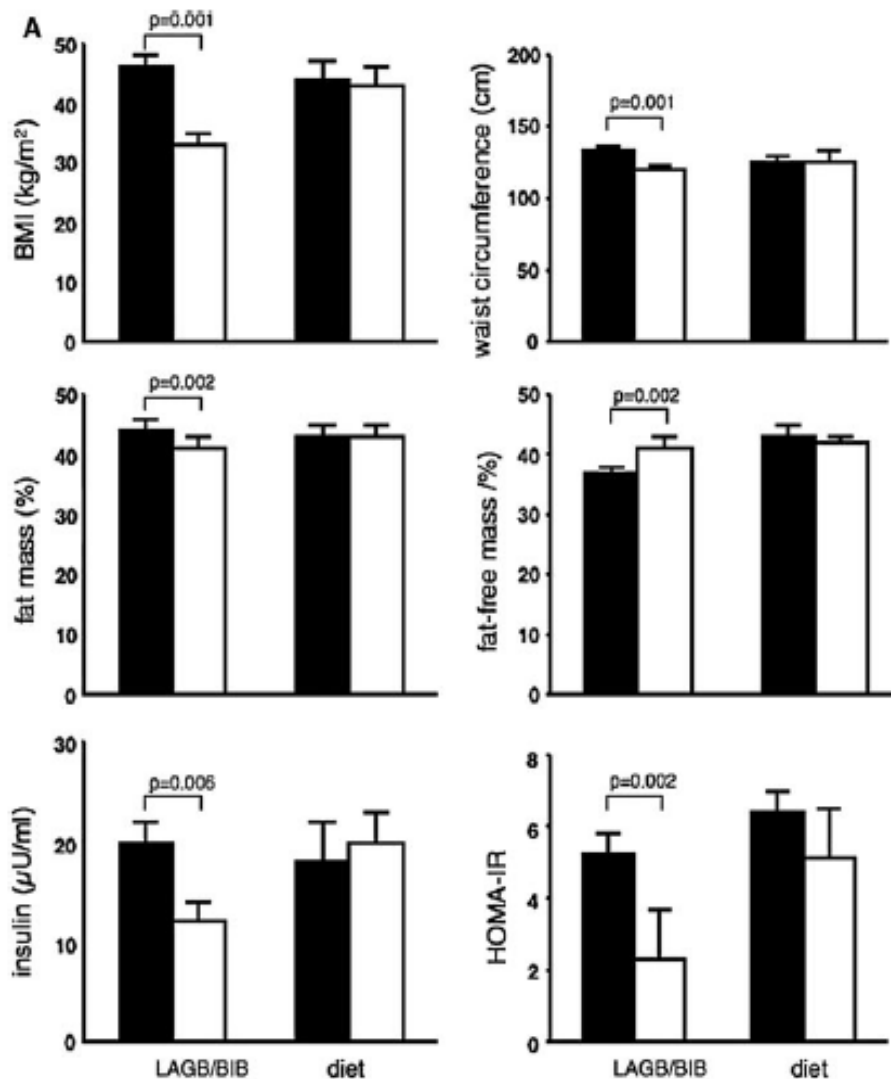 A
p=0.001
BMI (kg/m²)
50
40
30
20
10
0
p=0.001
waist circumference (cm)
200
150
100
50
0
p=0.002
fat mass (%)
50
40
30
20
10
0
p=0.002
fat-free mass /%)
50
40
30
20
10
0
p=0.006
insulin (µU/ml)
30
20
10
0
LAGB/BIB
diet
p=0.002
HOMA-IR
8
6
4
2
0
LAGB/BIB
diet